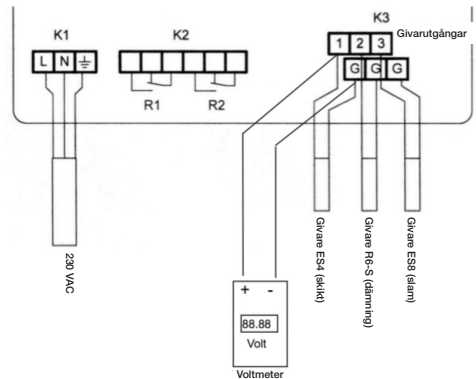 K1
K2
K3
Givarutgångar
L N
1 2 3
G G G
R1 R2
230 VAC
Givare ES4 (skikt)
Givare R6-S (dämning)
Givare ES8 (slam)
+ -
88.88
Volt
Voltmeter